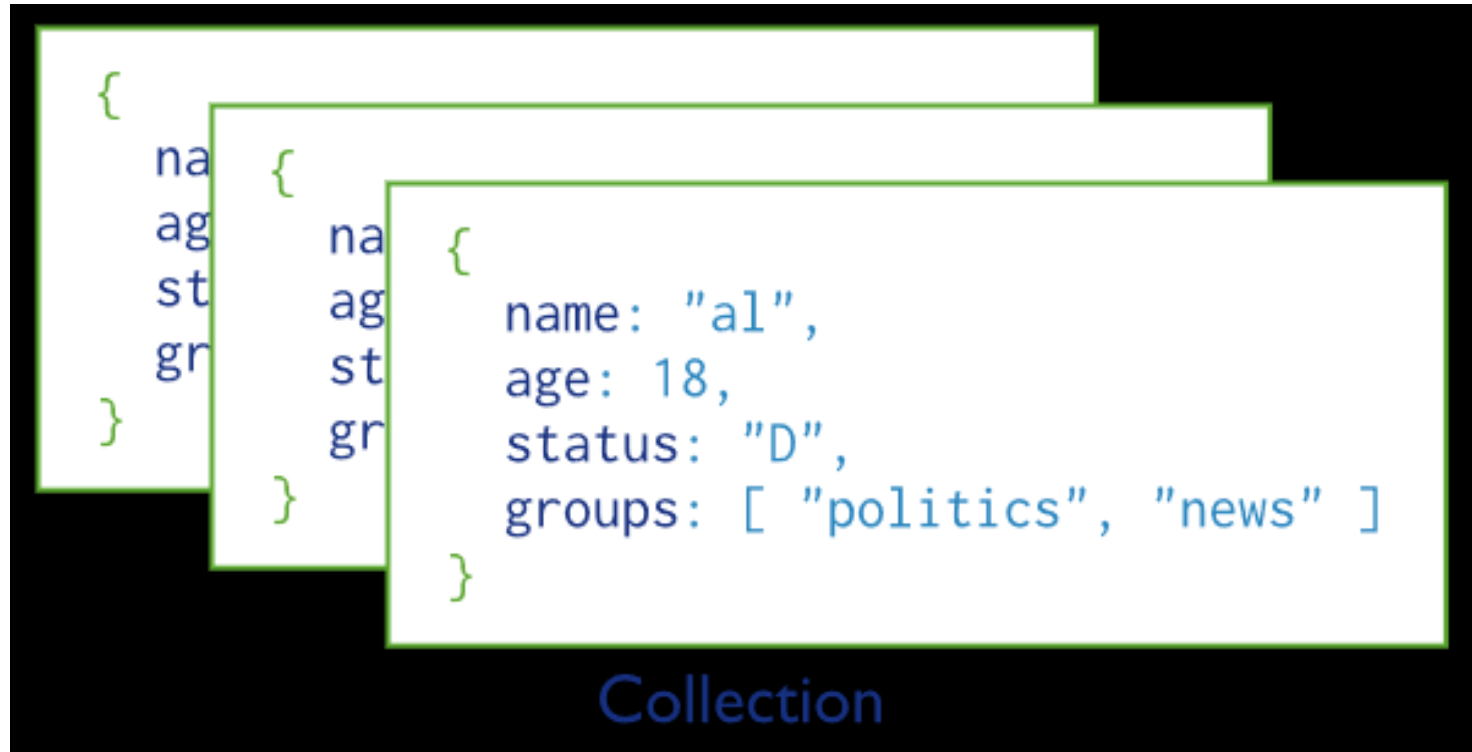 {
na
ag
st
gr
}
{
na
ag
st
gr
}
{
name: "al",
age: 18,
status: "D",
groups: [ "politics", "news" ]
}
Collection